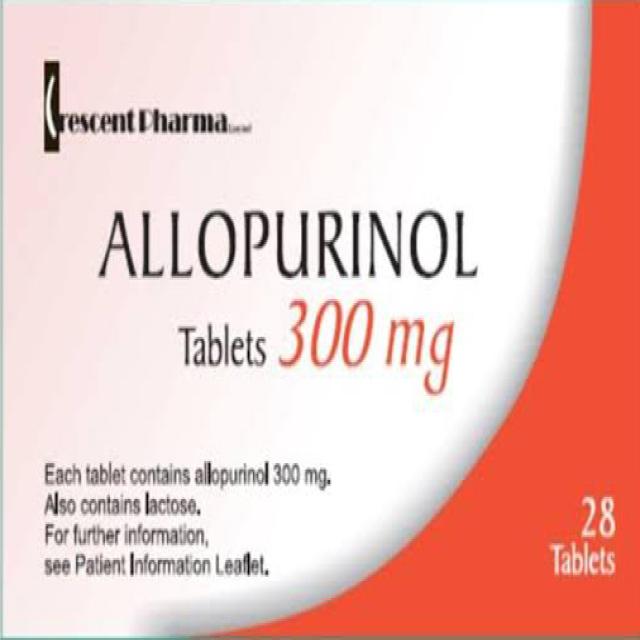 Crescent Pharma Limited
ALLOPURINOL
Tablets 300 mg
Each tablet contains allopurinol 300 mg.
Also contains lactose.
For further information,
see Patient Information Leaflet.
28
Tablets